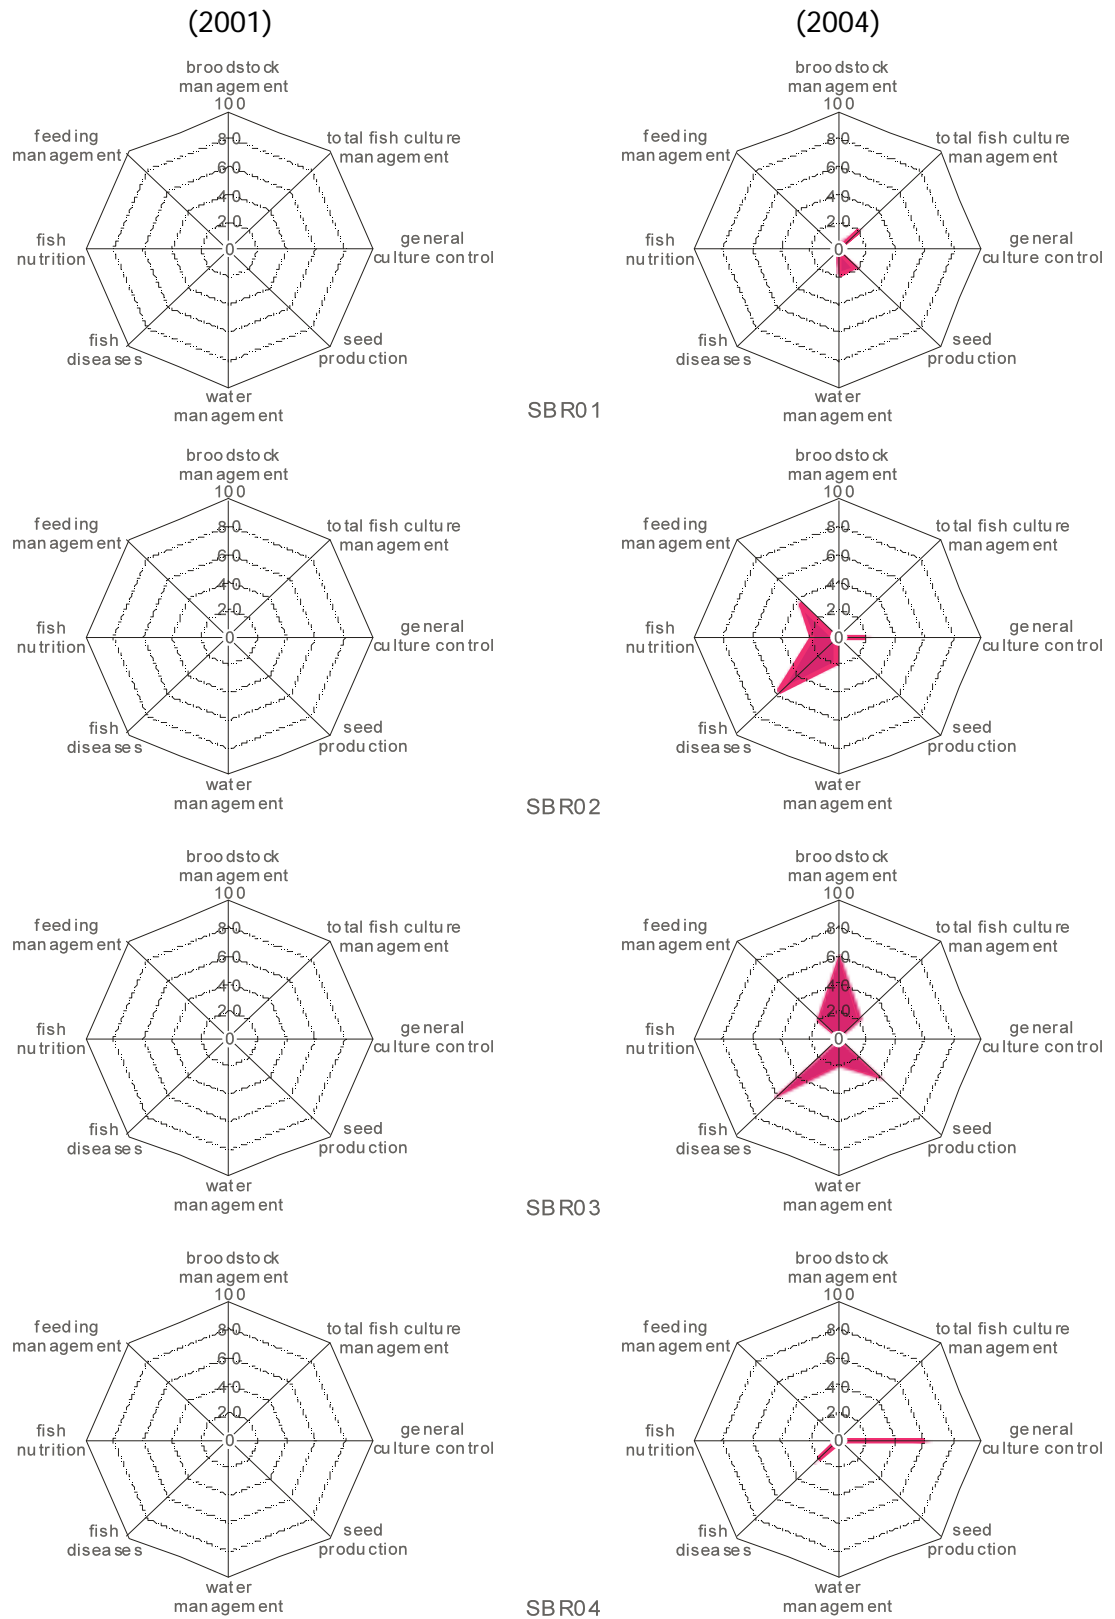 (2001)
(2004)
broodstock
management
100
feeding
management
total fish culture
management
80
60
40
20
0
fish
nutrition
general
culture control
fish
diseases
seed
production
water
management
broodstock
management
100
feeding
management
total fish culture
management
80
60
40
20
0
fish
nutrition
general
culture control
fish
diseases
seed
production
water
management
SBR01
broodstock
management
100
feeding
management
total fish culture
management
80
60
40
20
0
fish
nutrition
general
culture control
fish
diseases
seed
production
water
management
broodstock
management
100
feeding
management
total fish culture
management
80
60
40
20
0
fish
nutrition
general
culture control
fish
diseases
seed
production
water
management
SBR02
broodstock
management
100
feeding
management
total fish culture
management
80
60
40
20
0
fish
nutrition
general
culture control
fish
diseases
seed
production
water
management
broodstock
management
100
feeding
management
total fish culture
management
80
60
40
20
0
fish
nutrition
general
culture control
fish
diseases
seed
production
water
management
SBR03
broodstock
management
100
feeding
management
total fish culture
management
80
60
40
20
0
fish
nutrition
general
culture control
fish
diseases
seed
production
water
management
broodstock
management
100
feeding
management
total fish culture
management
80
60
40
20
0
fish
nutrition
general
culture control
fish
diseases
seed
production
water
management
SBR04